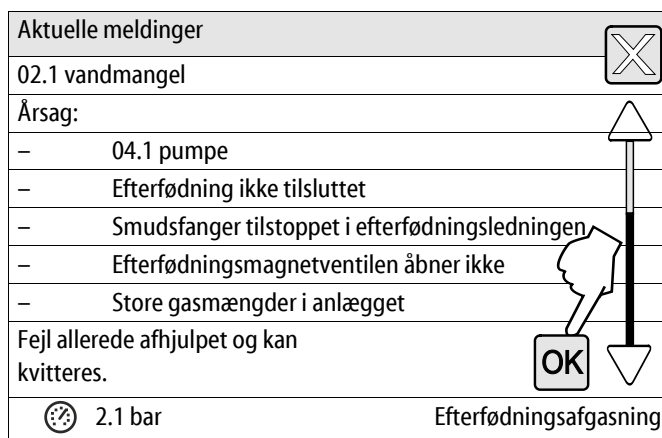 Aktuelle meldinger
02.1 vandmangel
Årsag:
– 04.1 pumpe
– Efterfødning ikke tilsluttet
– Smudsfanger tilstoppet i efterfødningsledningen
– Efterfødningsmagnetventilen åbner ikke
– Store gasmængder i anlægget
Fejl allerede afhjulpet og kan
kvitteres.
OK
2.1 bar Efterfødningsafgasning